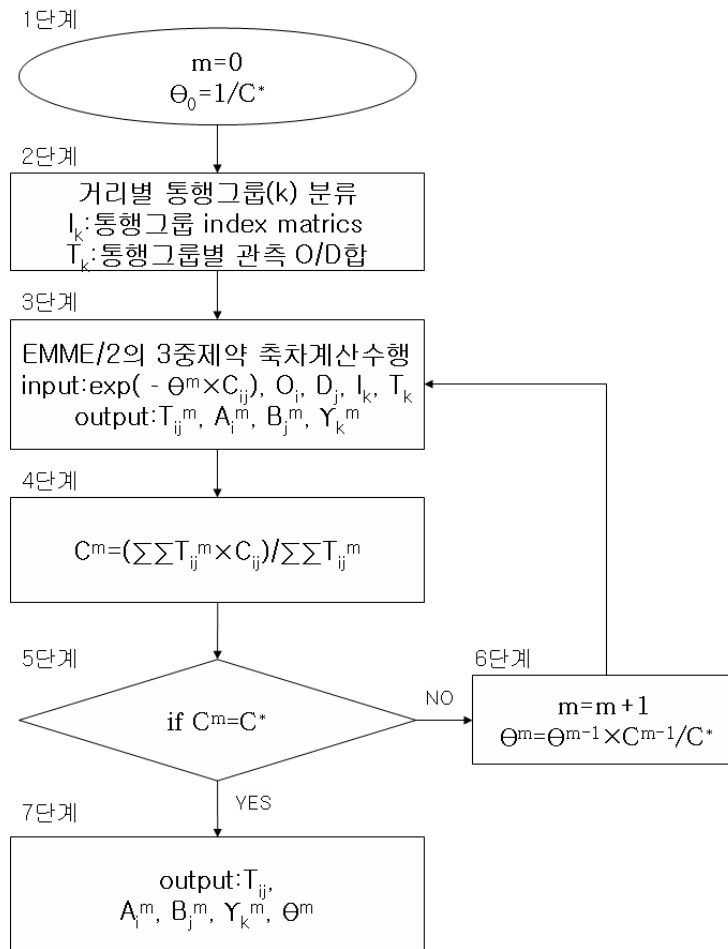 1단계
m=0
Θ₀=1/C*
2단계
거리별 통행그룹(k) 분류
Iₖ:통행그룹 index matrics
Tₖ:통행그룹별 관측 O/D합
3단계
EMME/2의 3중제약 축차계산수행
input:exp( - Θᵐ×Cᵢⱼ), Oᵢ, Dⱼ, Iₖ, Tₖ
output:Tᵢⱼᵐ, Aᵢᵐ, Bⱼᵐ, Υₖᵐ
4단계
Cᵐ=(∑∑Tᵢⱼᵐ×Cᵢⱼ)/∑∑Tᵢⱼᵐ
5단계
if Cᵐ=C*
NO
6단계
m=m+1
Θᵐ=Θᵐ⁻¹×Cᵐ⁻¹/C*
YES
7단계
output:Tᵢⱼ,
Aᵢᵐ, Bⱼᵐ, Υₖᵐ, Θᵐ